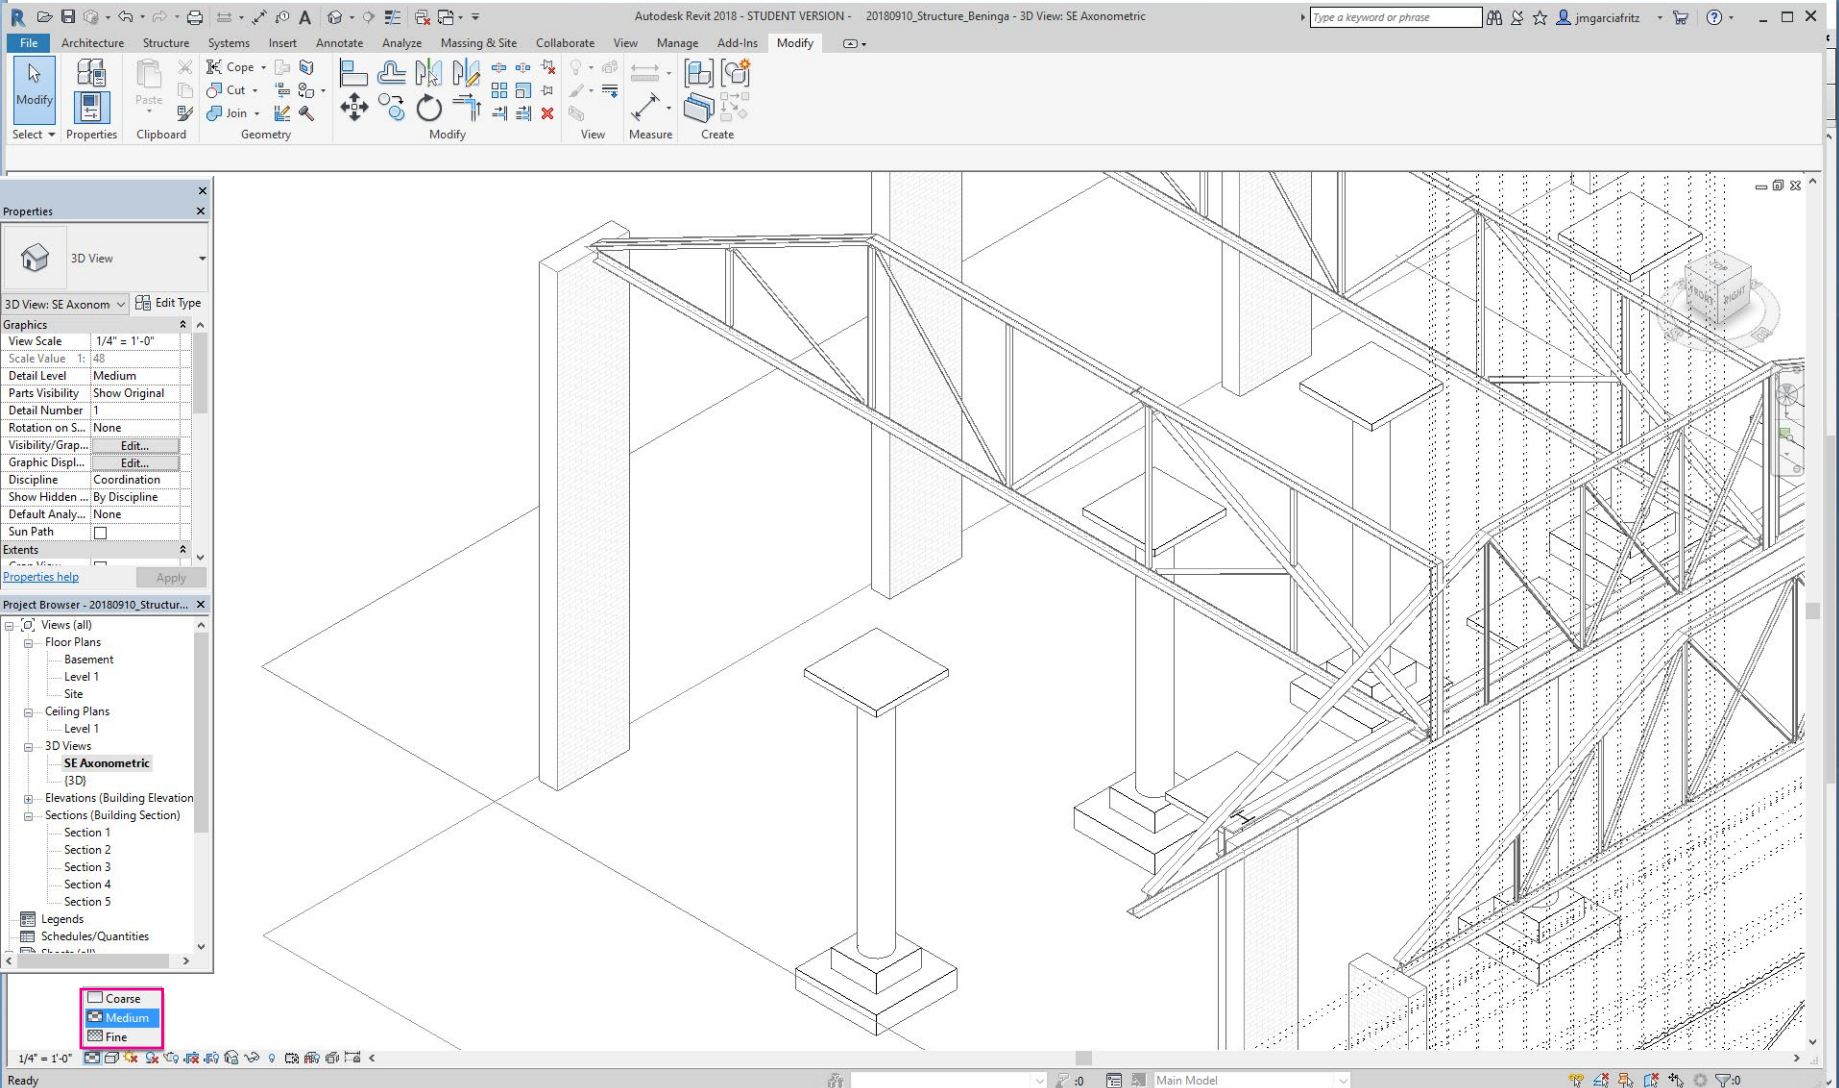 Autodesk Revit 2018 - STUDENT VERSION - 20180910_Structure_Beninga - 3D View: SE Axonometric
Type a keyword or phrase
jmgarciafritz
File Architecture Structure Systems Insert Annotate Analyze Massing & Site Collaborate View Manage Add-Ins Modify
Modify
Paste
Cope
Cut
Join
Select Properties Clipboard Geometry Modify View Measure Create
Properties
3D View
3D View: SE Axonom Edit Type
Graphics
View Scale 1/4" = 1'-0"
Scale Value 1: 48
Detail Level Medium
Parts Visibility Show Original
Detail Number 1
Rotation on S... None
Visibility/Grap... Edit...
Graphic Displ... Edit...
Discipline Coordination
Show Hidden ... By Discipline
Default Analy... None
Sun Path
Extents
Crop View
Properties help Apply
Project Browser - 20180910_Structur...
Views (all)
Floor Plans
Basement
Level 1
Site
Ceiling Plans
Level 1
3D Views
SE Axonometric
{3D}
Elevations (Building Elevation
Sections (Building Section)
Section 1
Section 2
Section 3
Section 4
Section 5
Legends
Schedules/Quantities
Sheets (all)
Coarse
Medium
Fine
1/4" = 1'-0"
Ready
:0
Main Model
:0
TOP
FRONT
RIGHT